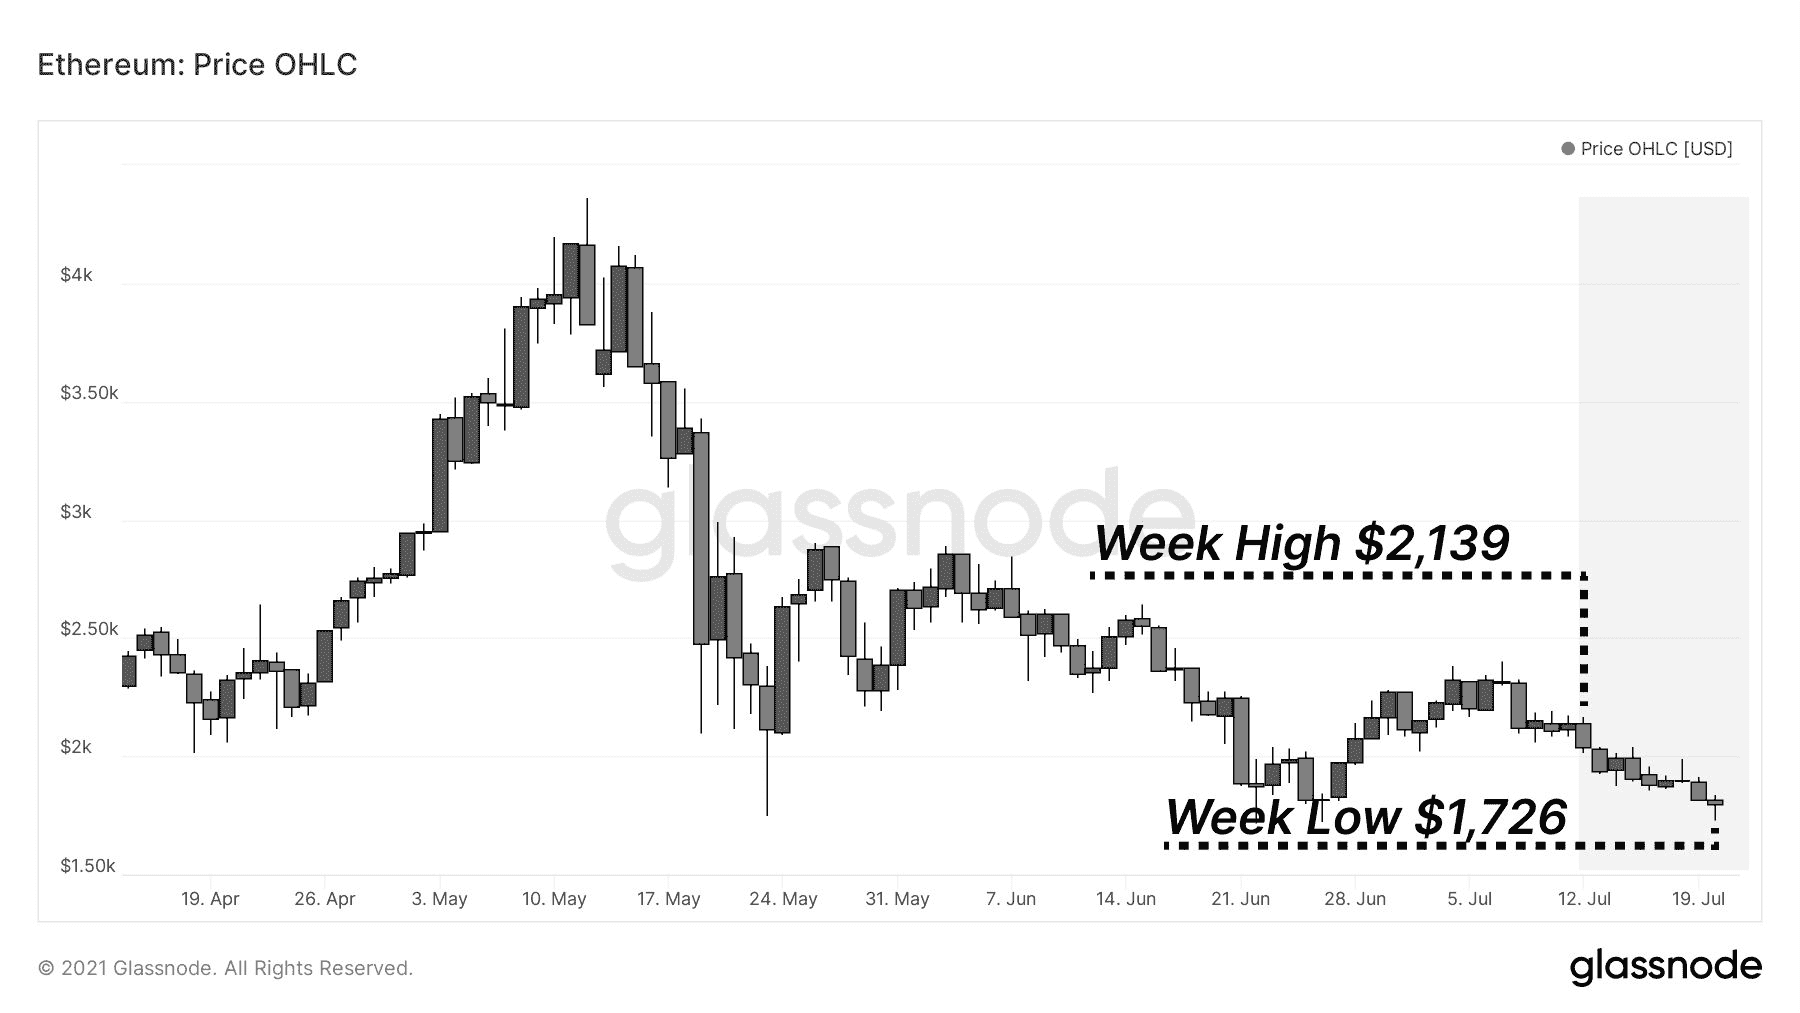 Ethereum: Price OHLC
Price OHLC [USD]
$4k
$3.50k
$3k
$2.50k
$2k
$1.50k
glassnode
Week High $2,139
Week Low $1,726
19. Apr 26. Apr 3. May 10. May 17. May 24. May 31. May 7. Jun 14. Jun 21. Jun 28. Jun 5. Jul 12. Jul 19. Jul
© 2021 Glassnode. All Rights Reserved.
glassnode